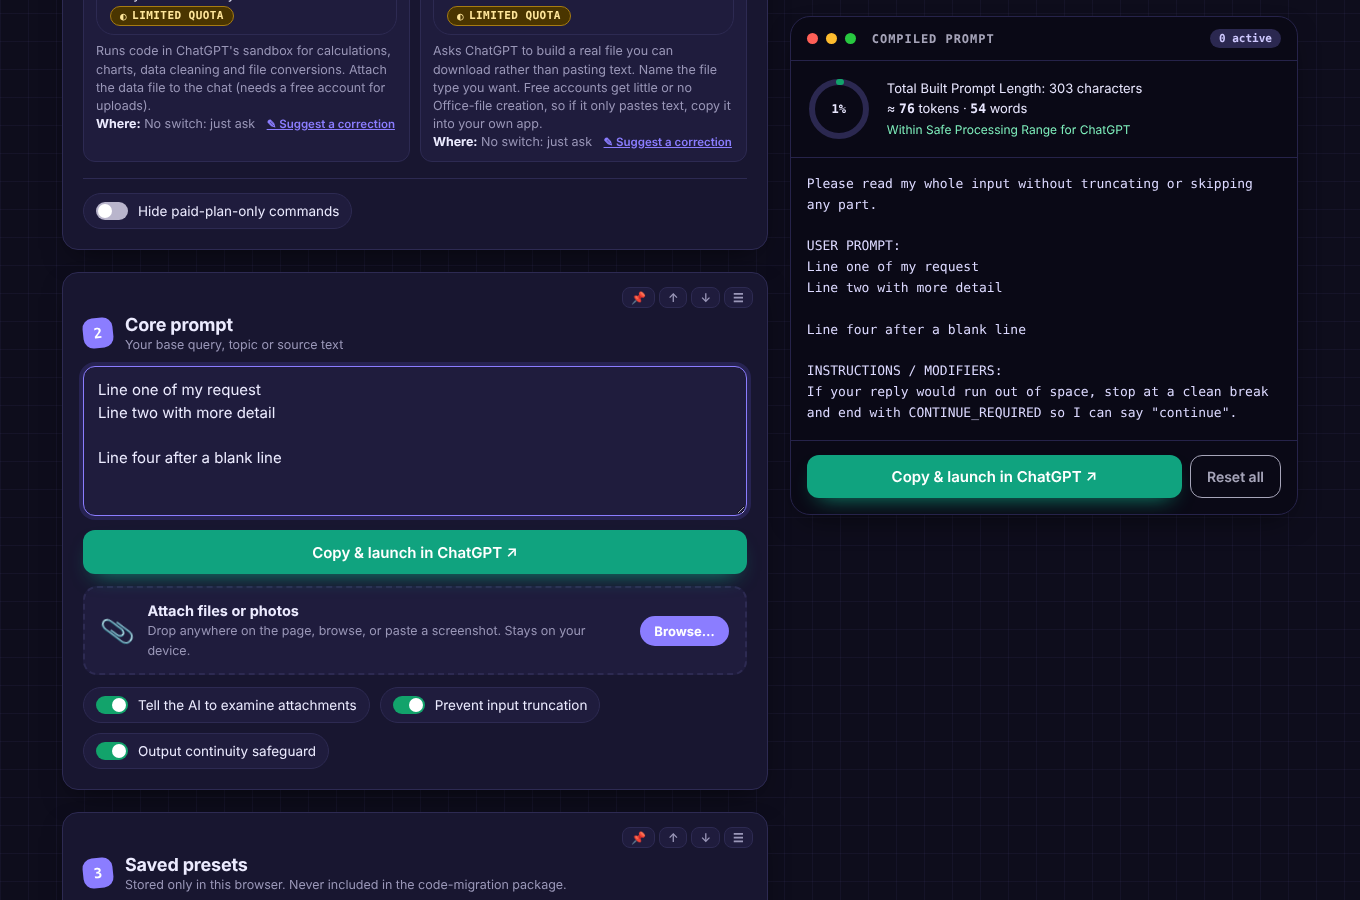 LIMITED QUOTA
Runs code in ChatGPT's sandbox for calculations,
charts, data cleaning and file conversions. Attach
the data file to the chat (needs a free account for
uploads).
Where: No switch: just ask ✎ Suggest a correction
LIMITED QUOTA
Asks ChatGPT to build a real file you can
download rather than pasting text. Name the file
type you want. Free accounts get little or no
Office-file creation, so if it only pastes text, copy it
into your own app.
Where: No switch: just ask ✎ Suggest a correction
Hide paid-plan-only commands
2
Core prompt
Your base query, topic or source text
Line one of my request
Line two with more detail

Line four after a blank line
Copy & launch in ChatGPT ↗
Attach files or photos
Drop anywhere on the page, browse, or paste a screenshot. Stays on your
device.
Browse…
Tell the AI to examine attachments
Prevent input truncation
Output continuity safeguard
3
Saved presets
Stored only in this browser. Never included in the code-migration package.
COMPILED PROMPT
0 active
1%
Total Built Prompt Length: 303 characters
≈ 76 tokens · 54 words
Within Safe Processing Range for ChatGPT
Please read my whole input without truncating or skipping
any part.

USER PROMPT:
Line one of my request
Line two with more detail

Line four after a blank line

INSTRUCTIONS / MODIFIERS:
If your reply would run out of space, stop at a clean break
and end with CONTINUE_REQUIRED so I can say "continue".
Copy & launch in ChatGPT ↗
Reset all